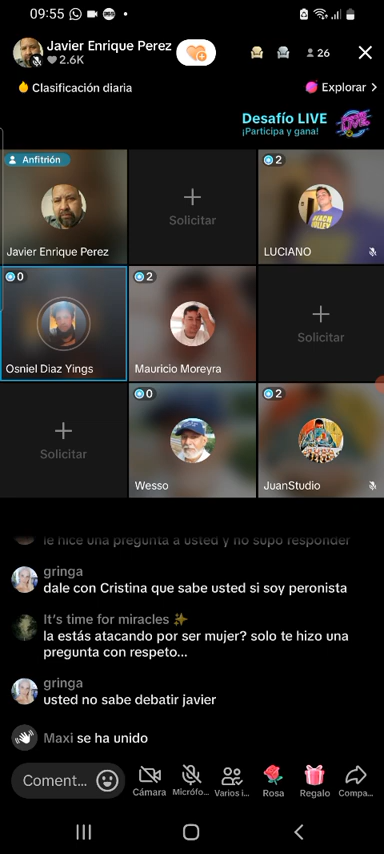 09:55
Javier Enrique Perez
2.6K
26
Clasificación diaria
Explorar
Desafío LIVE
¡Participa y gana!
Anfitrión
Javier Enrique Perez
Solicitar
2
LUCIANO
0
Osniel Diaz Yings
2
Mauricio Moreyra
Solicitar
Solicitar
0
Wesso
2
JuanStudio
le hice una pregunta a usted y no supo responder
gringa
dale con Cristina que sabe usted si soy peronista
It's time for miracles ✨
la estás atacando por ser mujer? solo te hizo una
pregunta con respeto...
gringa
usted no sabe debatir javier
Maxi se ha unido
Coment...
Cámara
Micrófo...
Varios i...
Rosa
Regalo
Compa...